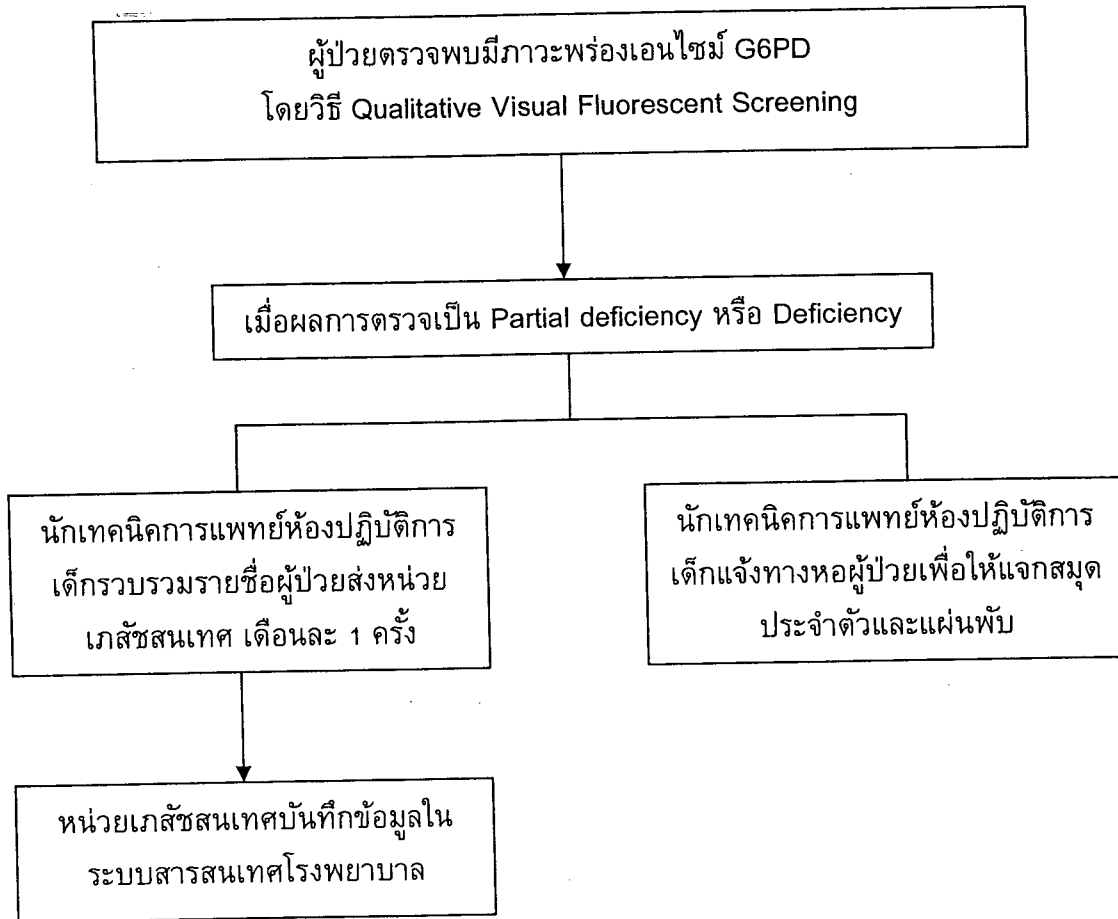 ผู้ป่วยตรวจพบมีภาวะพร่องเอนไซม์ G6PD
โดยวิธี Qualitative Visual Fluorescent Screening
เมื่อผลการตรวจเป็น Partial deficiency หรือ Deficiency
นักเทคนิคการแพทย์ห้องปฏิบัติการ
เด็กรวบรวมรายชื่อผู้ป่วยส่งหน่วย
เภสัชสนเทศ เดือนละ 1 ครั้ง
นักเทคนิคการแพทย์ห้องปฏิบัติการ
เด็กแจ้งทางหอผู้ป่วยเพื่อให้แจกสมุด
ประจำตัวและแผ่นพับ
หน่วยเภสัชสนเทศบันทึกข้อมูลใน
ระบบสารสนเทศโรงพยาบาล